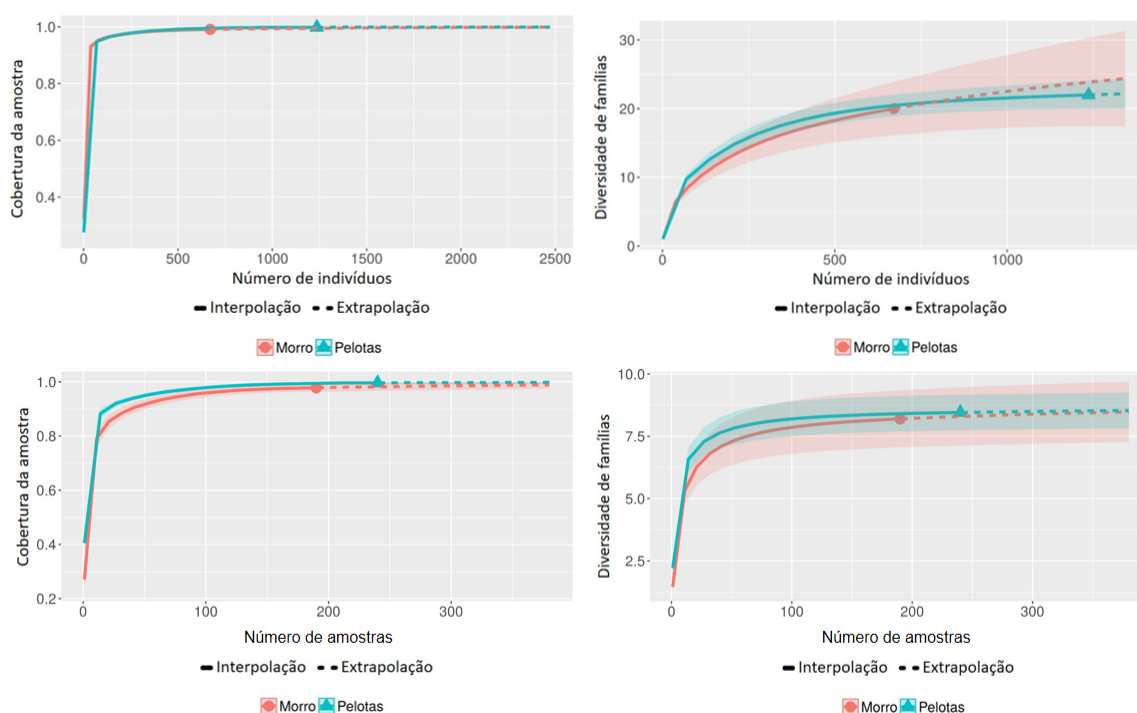 Cobertura da amostra
1.0
0.8
0.6
0.4
0 500 1000 1500 2000 2500
Número de indivíduos
Interpolação Extrapolação
Morro Pelotas
Diversidade de famílias
30
20
10
0
0 500 1000
Número de indivíduos
Interpolação Extrapolação
Morro Pelotas
Cobertura da amostra
1.0
0.8
0.6
0.4
0.2
0 100 200 300
Número de amostras
Interpolação Extrapolação
Morro Pelotas
Diversidade de famílias
10.0
7.5
5.0
2.5
0 100 200 300
Número de amostras
Interpolação Extrapolação
Morro Pelotas